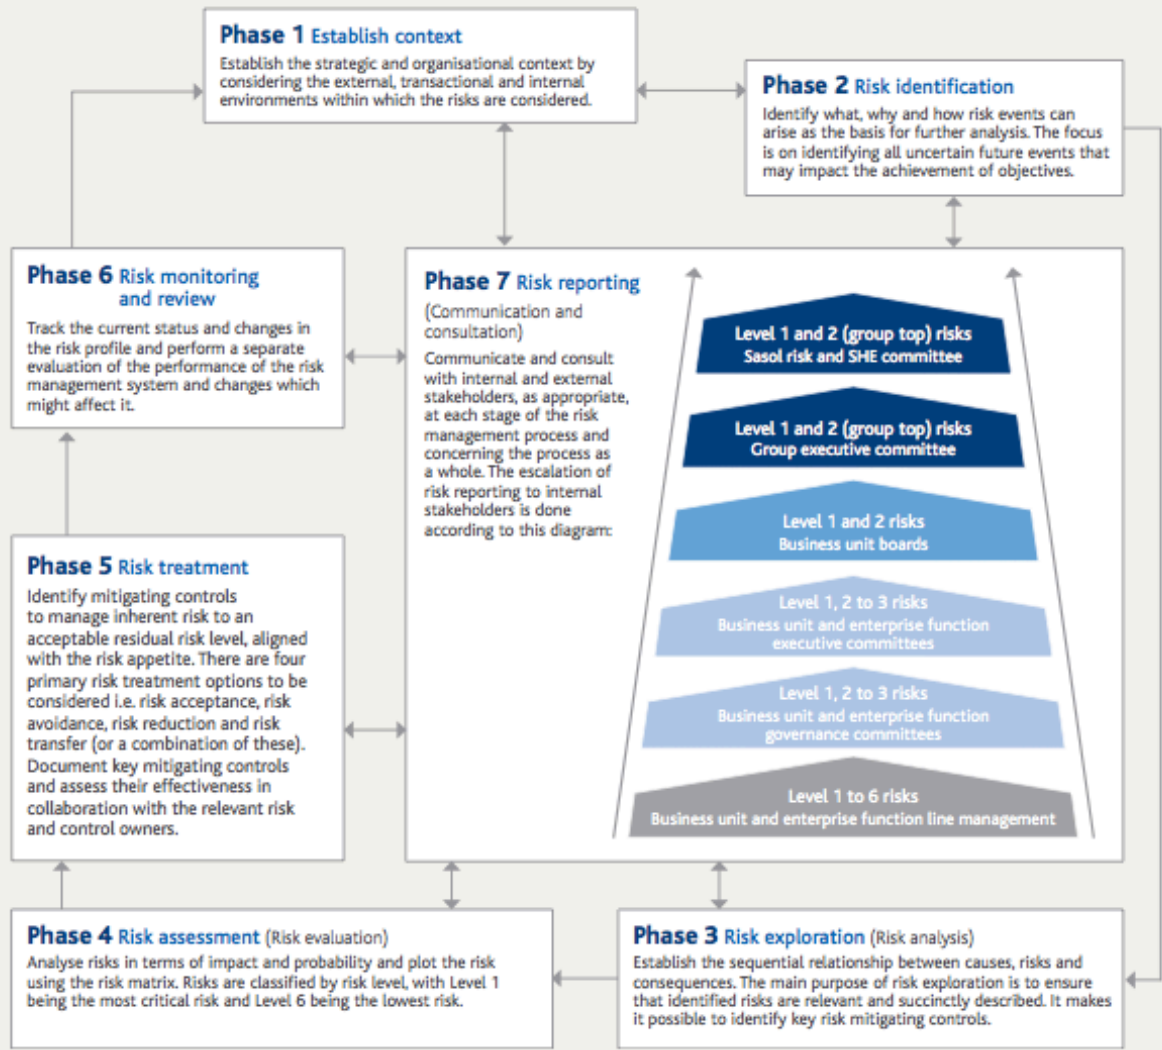 Phase 1 Establish context
Establish the strategic and organisational context by
considering the external, transactional and internal
environments within which the risks are considered.
Phase 2 Risk identification
Identify what, why and how risk events can
arise as the basis for further analysis. The focus
is on identifying all uncertain future events that
may impact the achievement of objectives.
Phase 6 Risk monitoring
and review
Track the current status and changes in
the risk profile and perform a separate
evaluation of the performance of the risk
management system and changes which
might affect it.
Phase 7 Risk reporting
(Communication and
consultation)
Communicate and consult
with internal and external
stakeholders, as appropriate,
at each stage of the risk
management process and
concerning the process as
a whole. The escalation of
risk reporting to internal
stakeholders is done
according to this diagram:
Level 1 and 2 (group top) risks
Sasol risk and SHE committee
Level 1 and 2 (group top) risks
Group executive committee
Level 1 and 2 risks
Business unit boards
Level 1, 2 to 3 risks
Business unit and enterprise function
executive committees
Level 1, 2 to 3 risks
Business unit and enterprise function
governance committees
Level 1 to 6 risks
Business unit and enterprise function line management
Phase 5 Risk treatment
Identify mitigating controls
to manage inherent risk to an
acceptable residual risk level, aligned
with the risk appetite. There are four
primary risk treatment options to be
considered i.e. risk acceptance, risk
avoidance, risk reduction and risk
transfer (or a combination of these).
Document key mitigating controls
and assess their effectiveness in
collaboration with the relevant risk
and control owners.
Phase 4 Risk assessment (Risk evaluation)
Analyse risks in terms of impact and probability and plot the risk
using the risk matrix. Risks are classified by risk level, with Level 1
being the most critical risk and Level 6 being the lowest risk.
Phase 3 Risk exploration (Risk analysis)
Establish the sequential relationship between causes, risks and
consequences. The main purpose of risk exploration is to ensure
that identified risks are relevant and succinctly described. It makes
it possible to identify key risk mitigating controls.